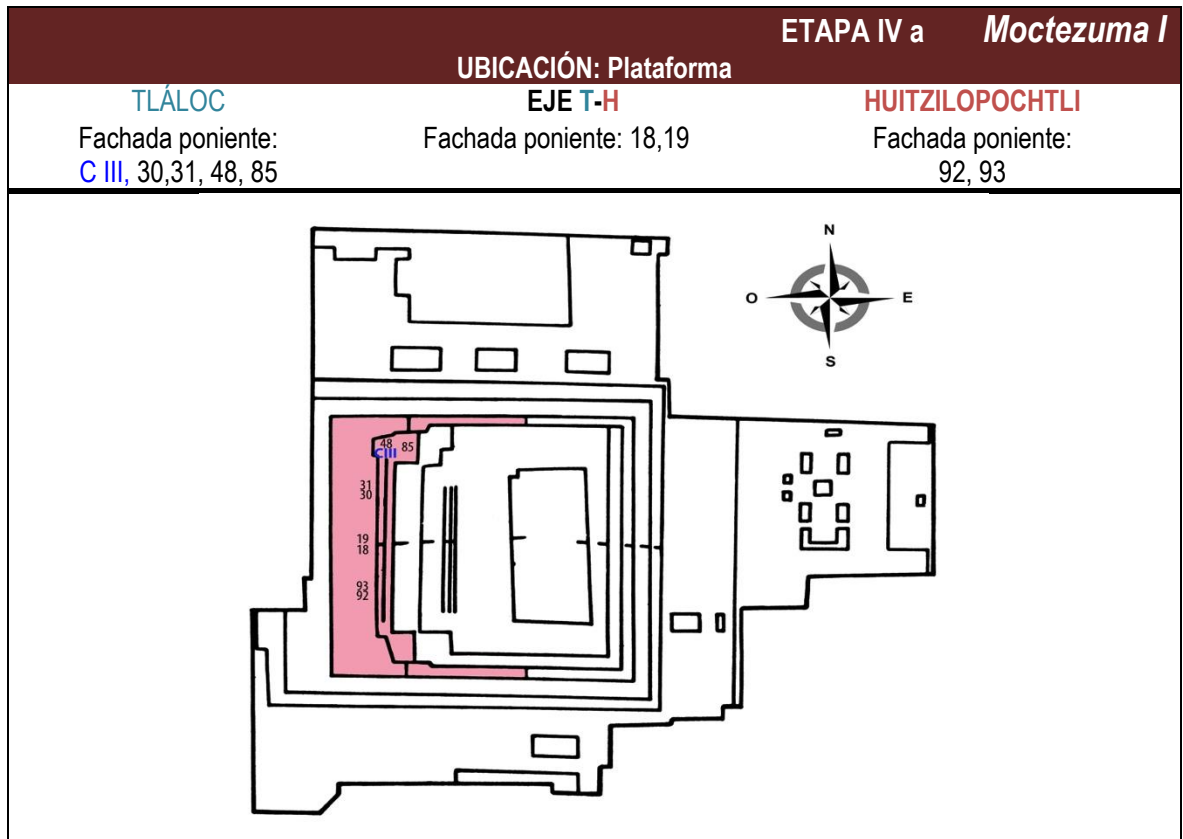 ETAPA IV a Moctezuma I
UBICACIÓN: Plataforma
TLÁLOC
Fachada poniente:
C III, 30,31, 48, 85
EJE T-H
Fachada poniente: 18,19
HUITZILOPOCHTLI
Fachada poniente:
92, 93
N
O E
S
48 85
CIII
31
30
19
18
93
92